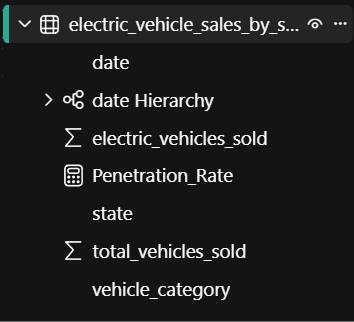 electric_vehicle_sales_by_s...
date
date Hierarchy
electric_vehicles_sold
Penetration_Rate
state
total_vehicles_sold
vehicle_category